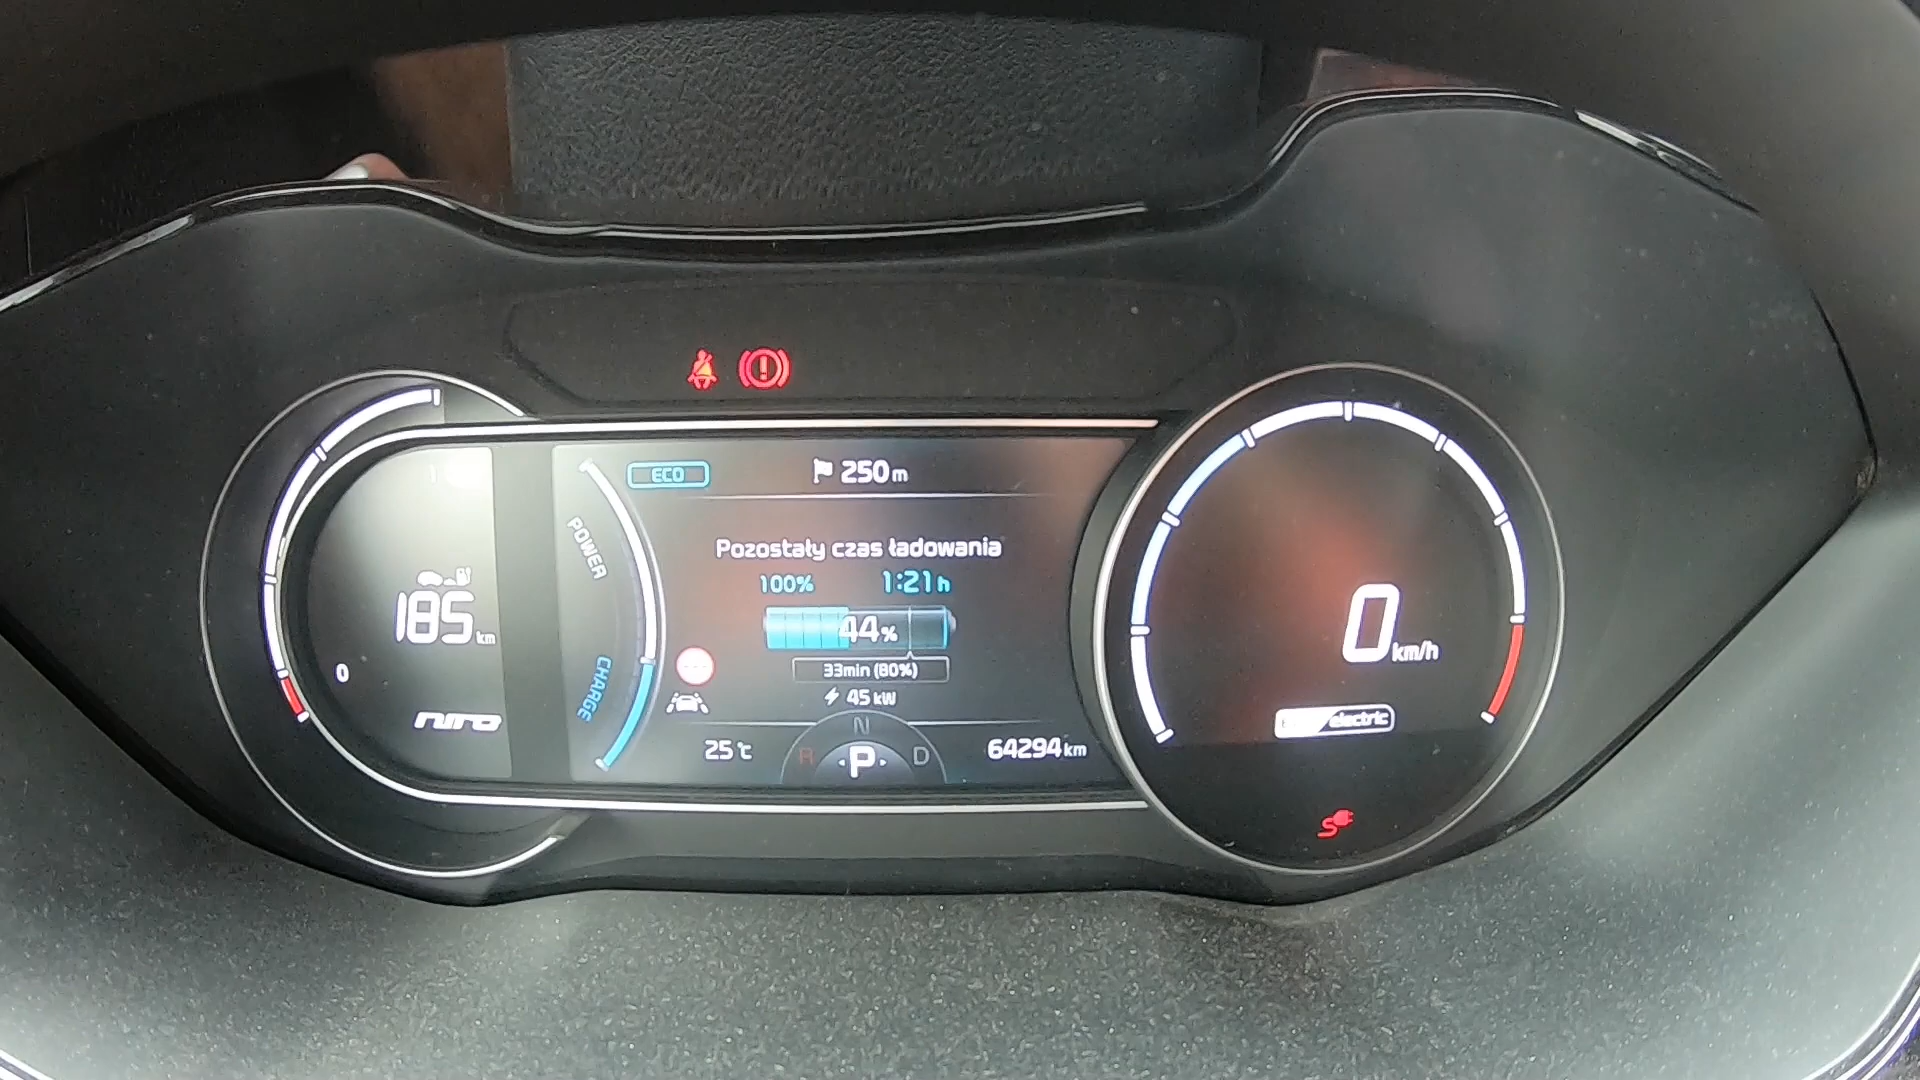 ECO
250 m
POWER
Pozostały czas ładowania
100% 1:21 h
185 km
44%
0 km/h
33min (80%)
CHARGE
0
45 kW
niro
electric
N
25 °c
R
P
D
64294 km